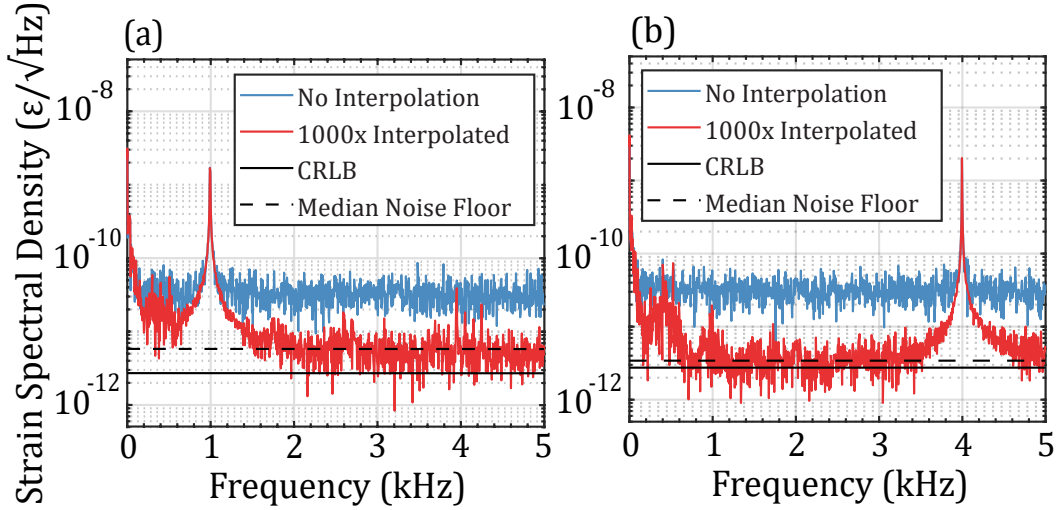 (a)
(b)
Strain Spectral Density (ε/√Hz)
10⁻⁸
10⁻¹⁰
10⁻¹²
No Interpolation
1000x Interpolated
CRLB
Median Noise Floor
0 1 2 3 4 5
Frequency (kHz)
10⁻⁸
10⁻¹⁰
10⁻¹²
No Interpolation
1000x Interpolated
CRLB
Median Noise Floor
0 1 2 3 4 5
Frequency (kHz)